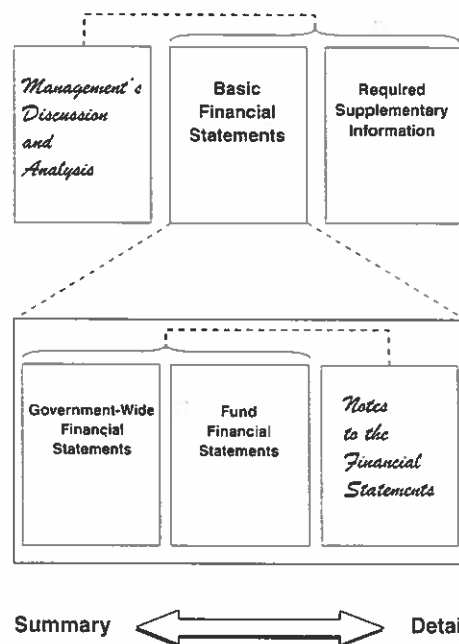 Management's
Discussion
and
Analysis
Basic
Financial
Statements
Required
Supplementary
Information
Government-Wide
Financial
Statements
Fund
Financial
Statements
Notes
to the
Financial
Statements
Summary
Detai